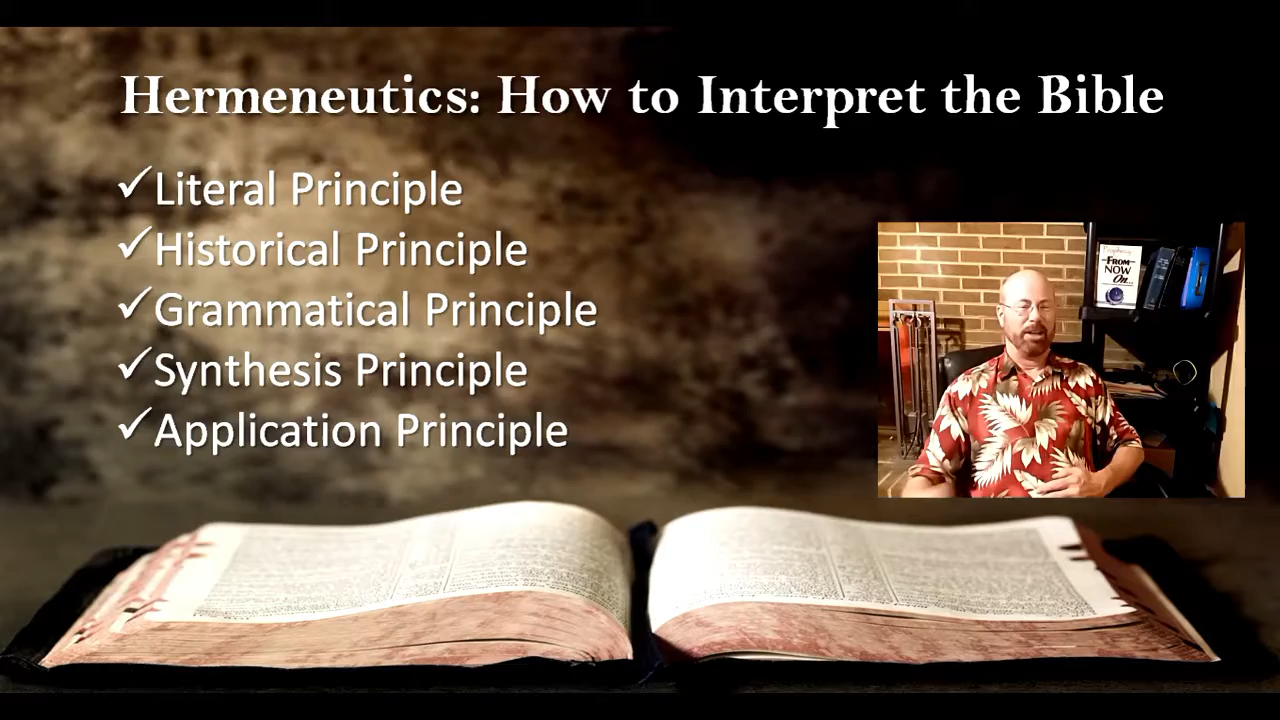 Hermeneutics: How to Interpret the Bible
✓Literal Principle
✓Historical Principle
✓Grammatical Principle
✓Synthesis Principle
✓Application Principle
FROM
NOW
On...